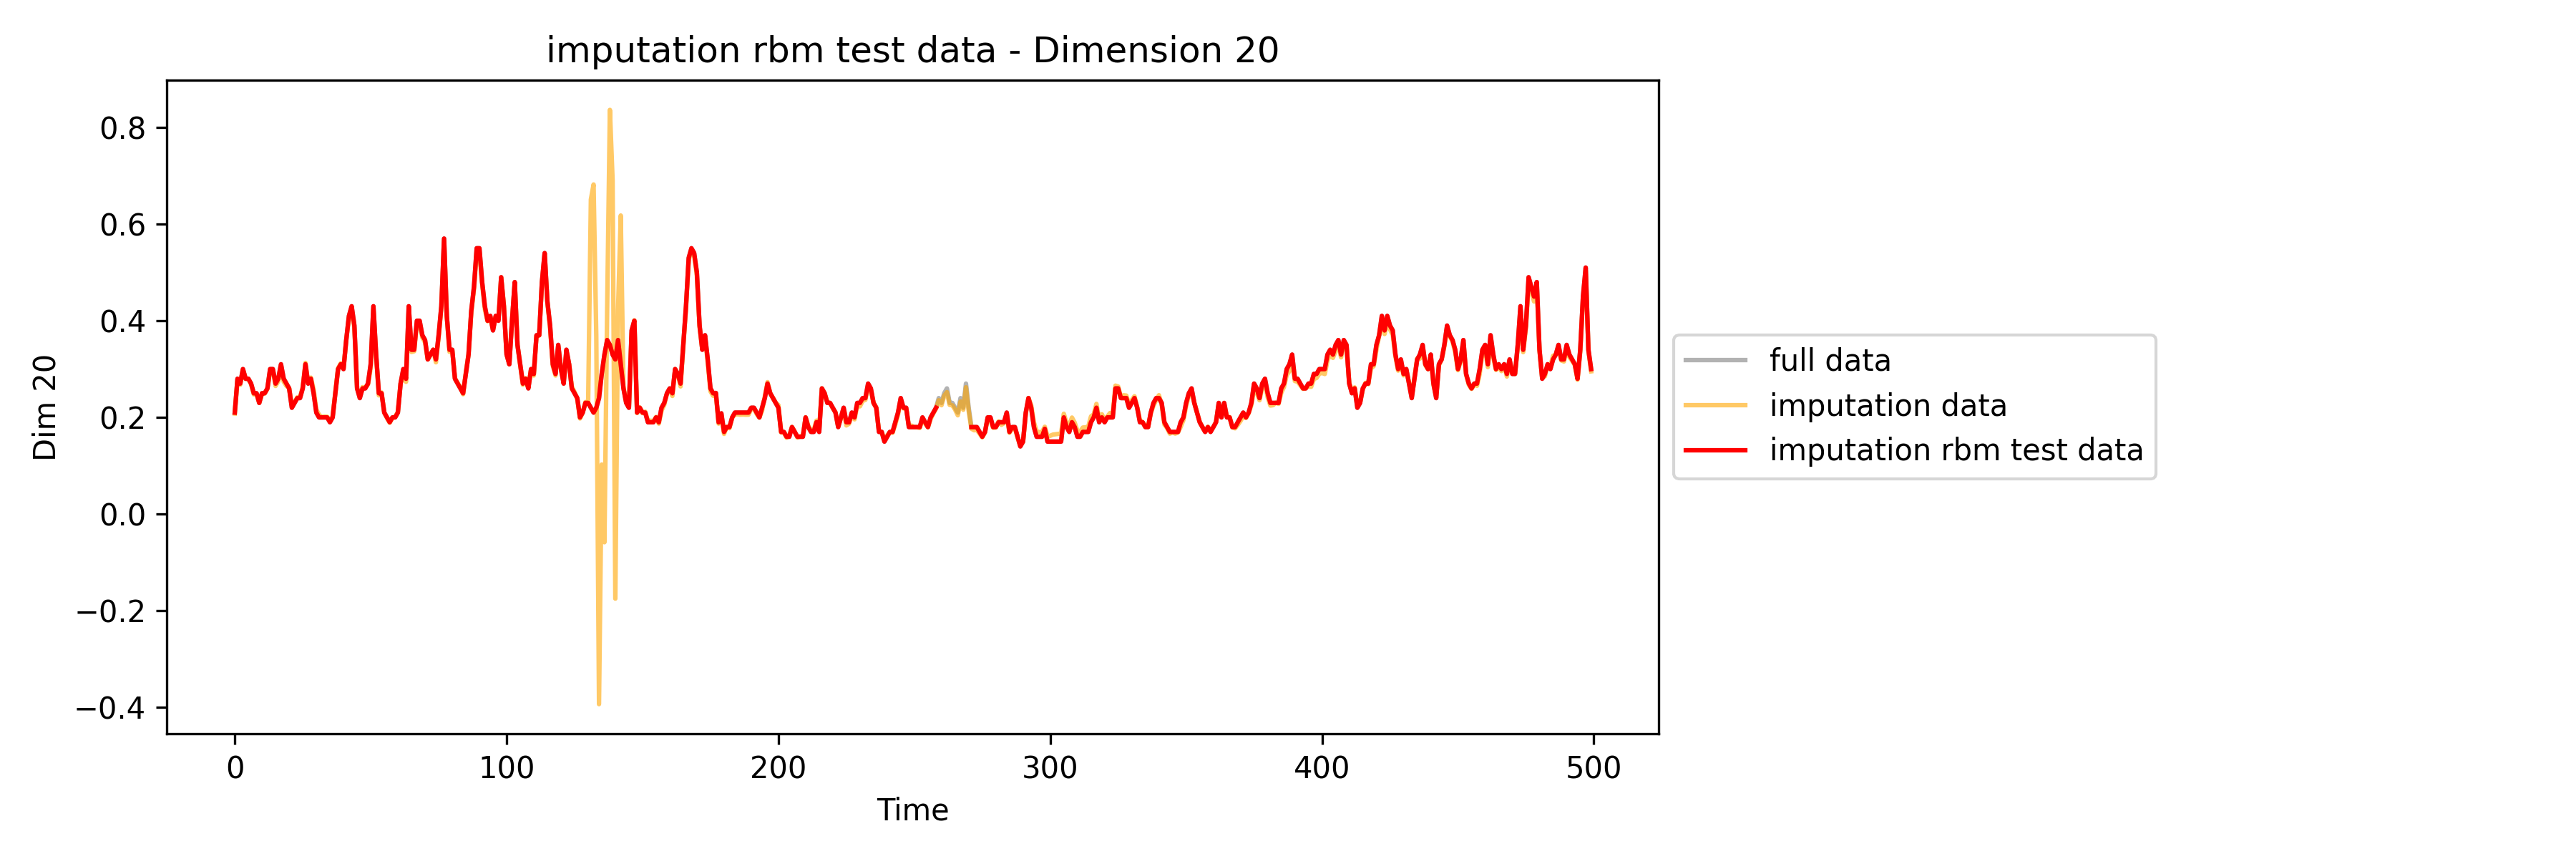 imputation rbm test data - Dimension 20
0.8
0.6
0.4
0.2
0.0
−0.2
−0.4
Dim 20
0 100 200 300 400 500
Time
full data
imputation data
imputation rbm test data